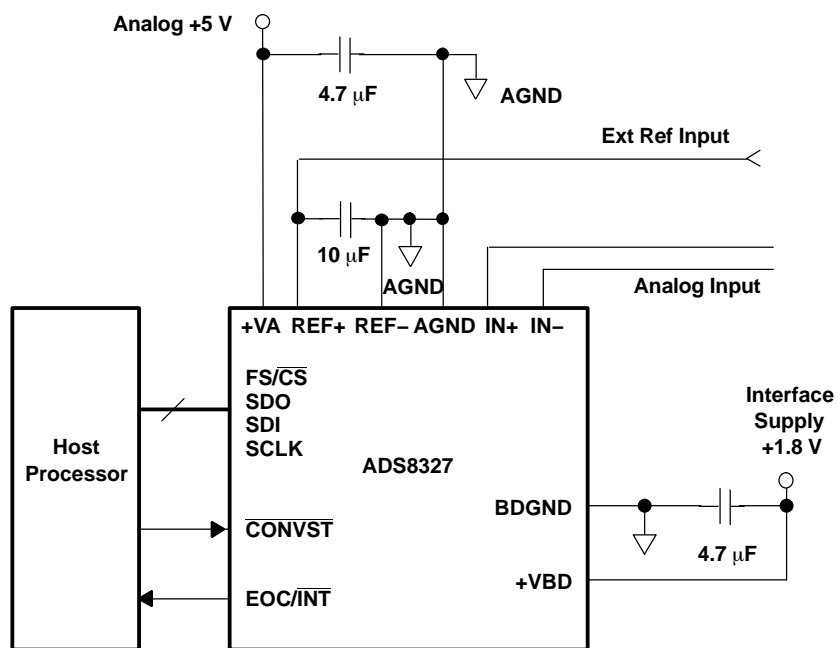 Analog +5 V
4.7 μF
AGND
Ext Ref Input
10 μF
AGND
Analog Input
+VA REF+ REF− AGND IN+ IN−
FS/CS
SDO
SDI
SCLK
Host
Processor
ADS8327
Interface
Supply
+1.8 V
BDGND
CONVST
4.7 μF
+VBD
EOC/INT